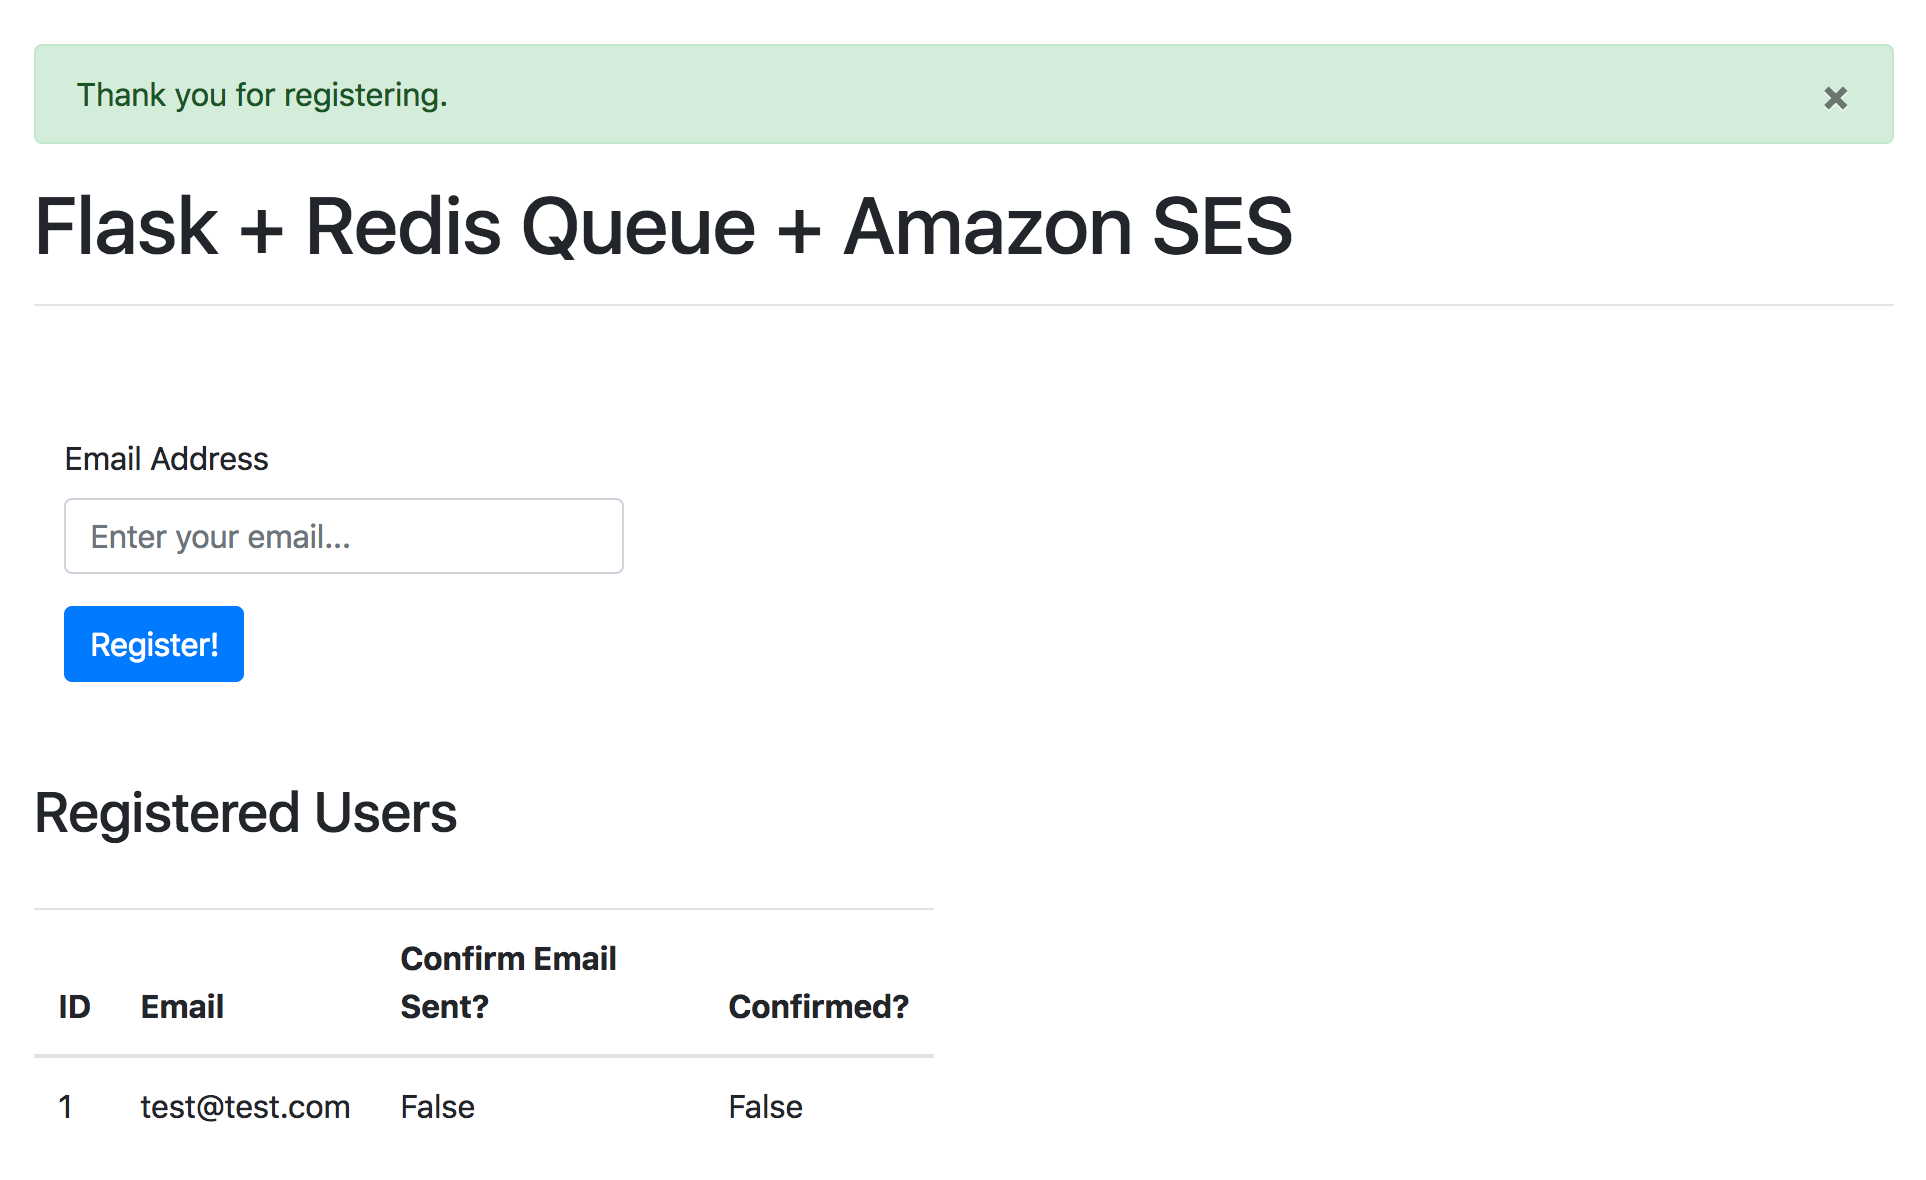 Thank you for registering.
×
Flask + Redis Queue + Amazon SES
Email Address
Enter your email...
Register!
Registered Users
ID Email Confirm Email Sent? Confirmed?
1 test@test.com False False